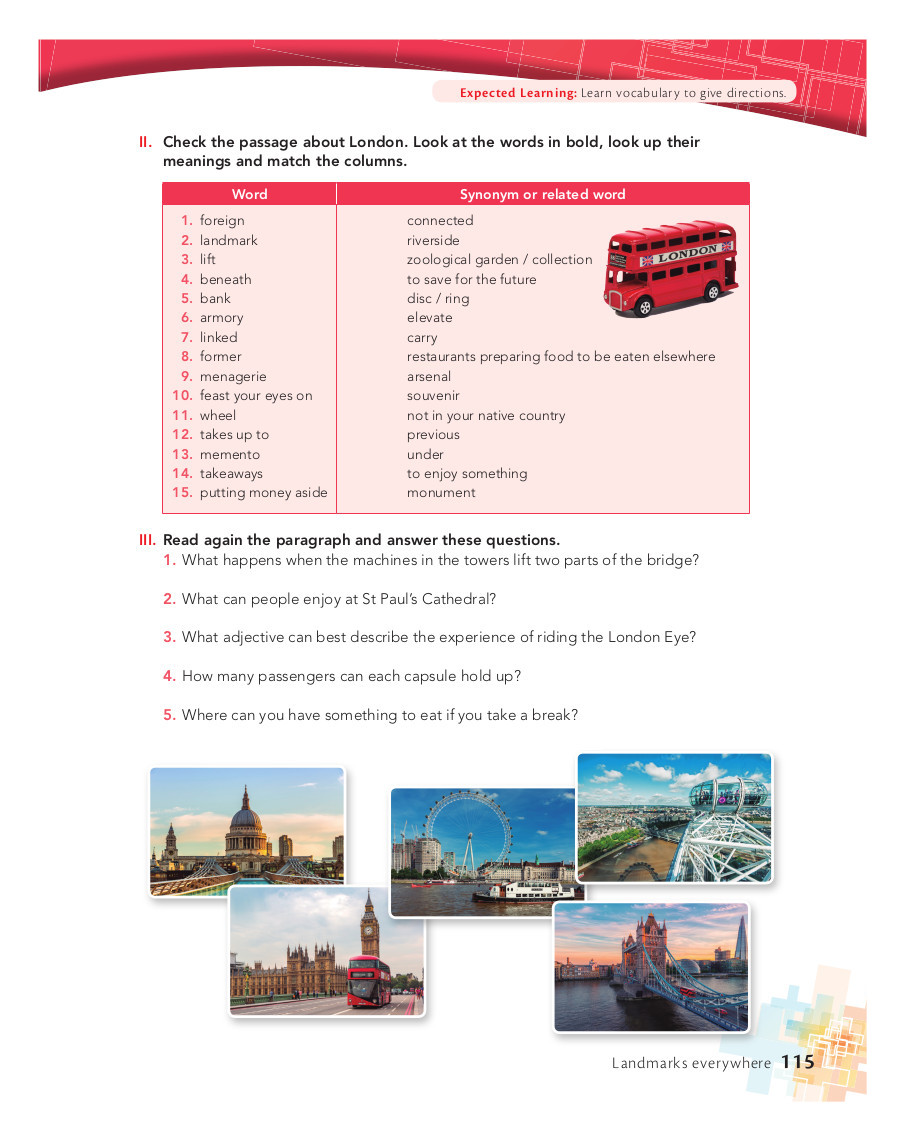 Expected Learning: Learn vocabulary to give directions.
II. Check the passage about London. Look at the words in bold, look up their
meanings and match the columns.
Word Synonym or related word
1. foreign connected
2. landmark riverside
3. lift zoological garden / collection
4. beneath to save for the future
5. bank disc / ring
6. armory elevate
7. linked carry
8. former restaurants preparing food to be eaten elsewhere
9. menagerie arsenal
10. feast your eyes on souvenir
11. wheel not in your native country
12. takes up to previous
13. memento under
14. takeaways to enjoy something
15. putting money aside monument
LONDON
III. Read again the paragraph and answer these questions.
1. What happens when the machines in the towers lift two parts of the bridge?
2. What can people enjoy at St Paul’s Cathedral?
3. What adjective can best describe the experience of riding the London Eye?
4. How many passengers can each capsule hold up?
5. Where can you have something to eat if you take a break?
Landmarks everywhere 115